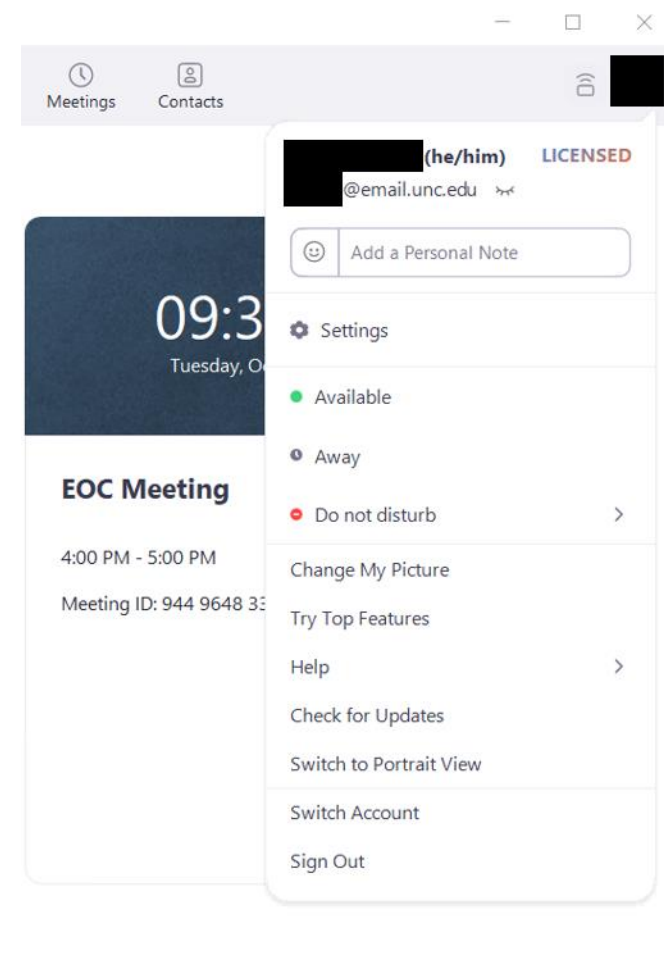 Meetings
Contacts
(he/him) LICENSED
@email.unc.edu
Add a Personal Note
09:3
Tuesday, O
Settings
Available
Away
Do not disturb
EOC Meeting
4:00 PM - 5:00 PM
Meeting ID: 944 9648 33
Change My Picture
Try Top Features
Help
Check for Updates
Switch to Portrait View
Switch Account
Sign Out